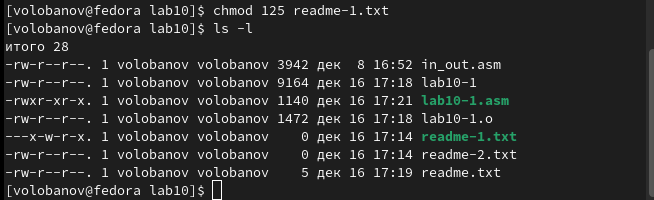 [volobanov@fedora lab10]$ chmod 125 readme-1.txt
[volobanov@fedora lab10]$ ls -l
итого 28
-rw-r--r--. 1 volobanov volobanov 3942 дек  8 16:52 in_out.asm
-rw-r--r--. 1 volobanov volobanov 9164 дек 16 17:18 lab10-1
-rwxr-xr-x. 1 volobanov volobanov 1140 дек 16 17:21 lab10-1.asm
-rw-r--r--. 1 volobanov volobanov 1472 дек 16 17:18 lab10-1.o
---x-w-r-x. 1 volobanov volobanov    0 дек 16 17:14 readme-1.txt
-rw-r--r--. 1 volobanov volobanov    0 дек 16 17:14 readme-2.txt
-rw-r--r--. 1 volobanov volobanov    5 дек 16 17:19 readme.txt
[volobanov@fedora lab10]$